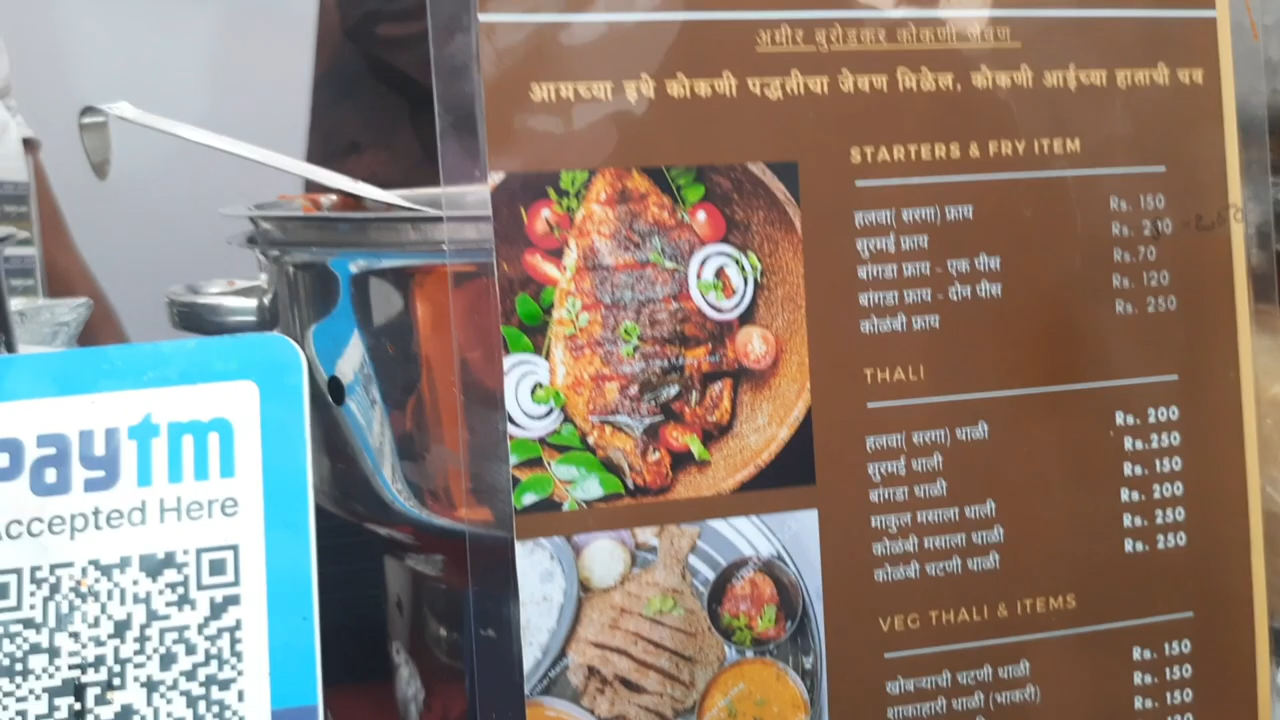 अमीर बुरोंडकर कोकणी जेवण
आमच्या इथे कोकणी पद्धतीचा जेवण मिळेल, कोकणी आईच्या हाताची चव
STARTERS & FRY ITEM
हलवा( सरगा) फ्राय Rs. 150
सुरमई फ्राय Rs.
बांगडा फ्राय - एक पीस Rs.70
बांगडा फ्राय - दोन पीस Rs. 120
कोळंबी फ्राय Rs. 250
THALI
हलवा( सरगा) थाळी Rs. 200
सुरमई थाली Rs.250
बांगडा थाळी Rs. 150
माकुल मसाला थाली Rs. 200
कोळंबी मसाला थाळी Rs. 250
कोळंबी चटणी थाळी Rs. 250
VEG THALI & ITEMS
खोबऱ्याची चटणी थाळी Rs. 150
शाकाहारी थाळी (भाकरी) Rs. 150
Rs. 150
paytm
Accepted Here